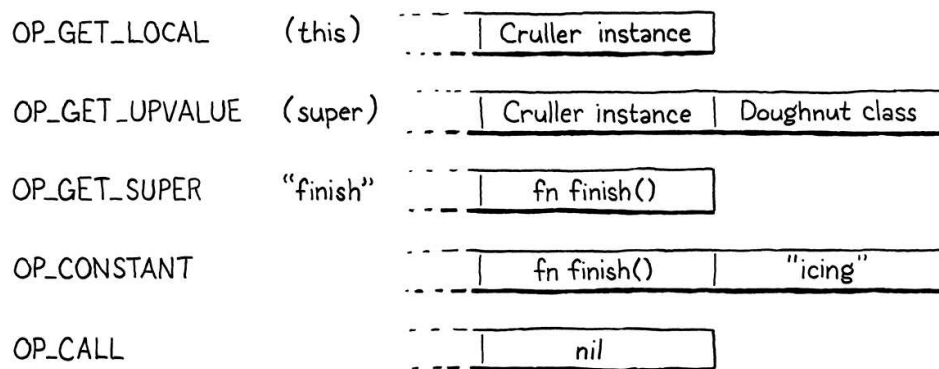 OP_GET_LOCAL (this) Cruller instance
OP_GET_UPVALUE (super) Cruller instance Doughnut class
OP_GET_SUPER “finish” fn finish()
OP_CONSTANT fn finish() “icing”
OP_CALL nil